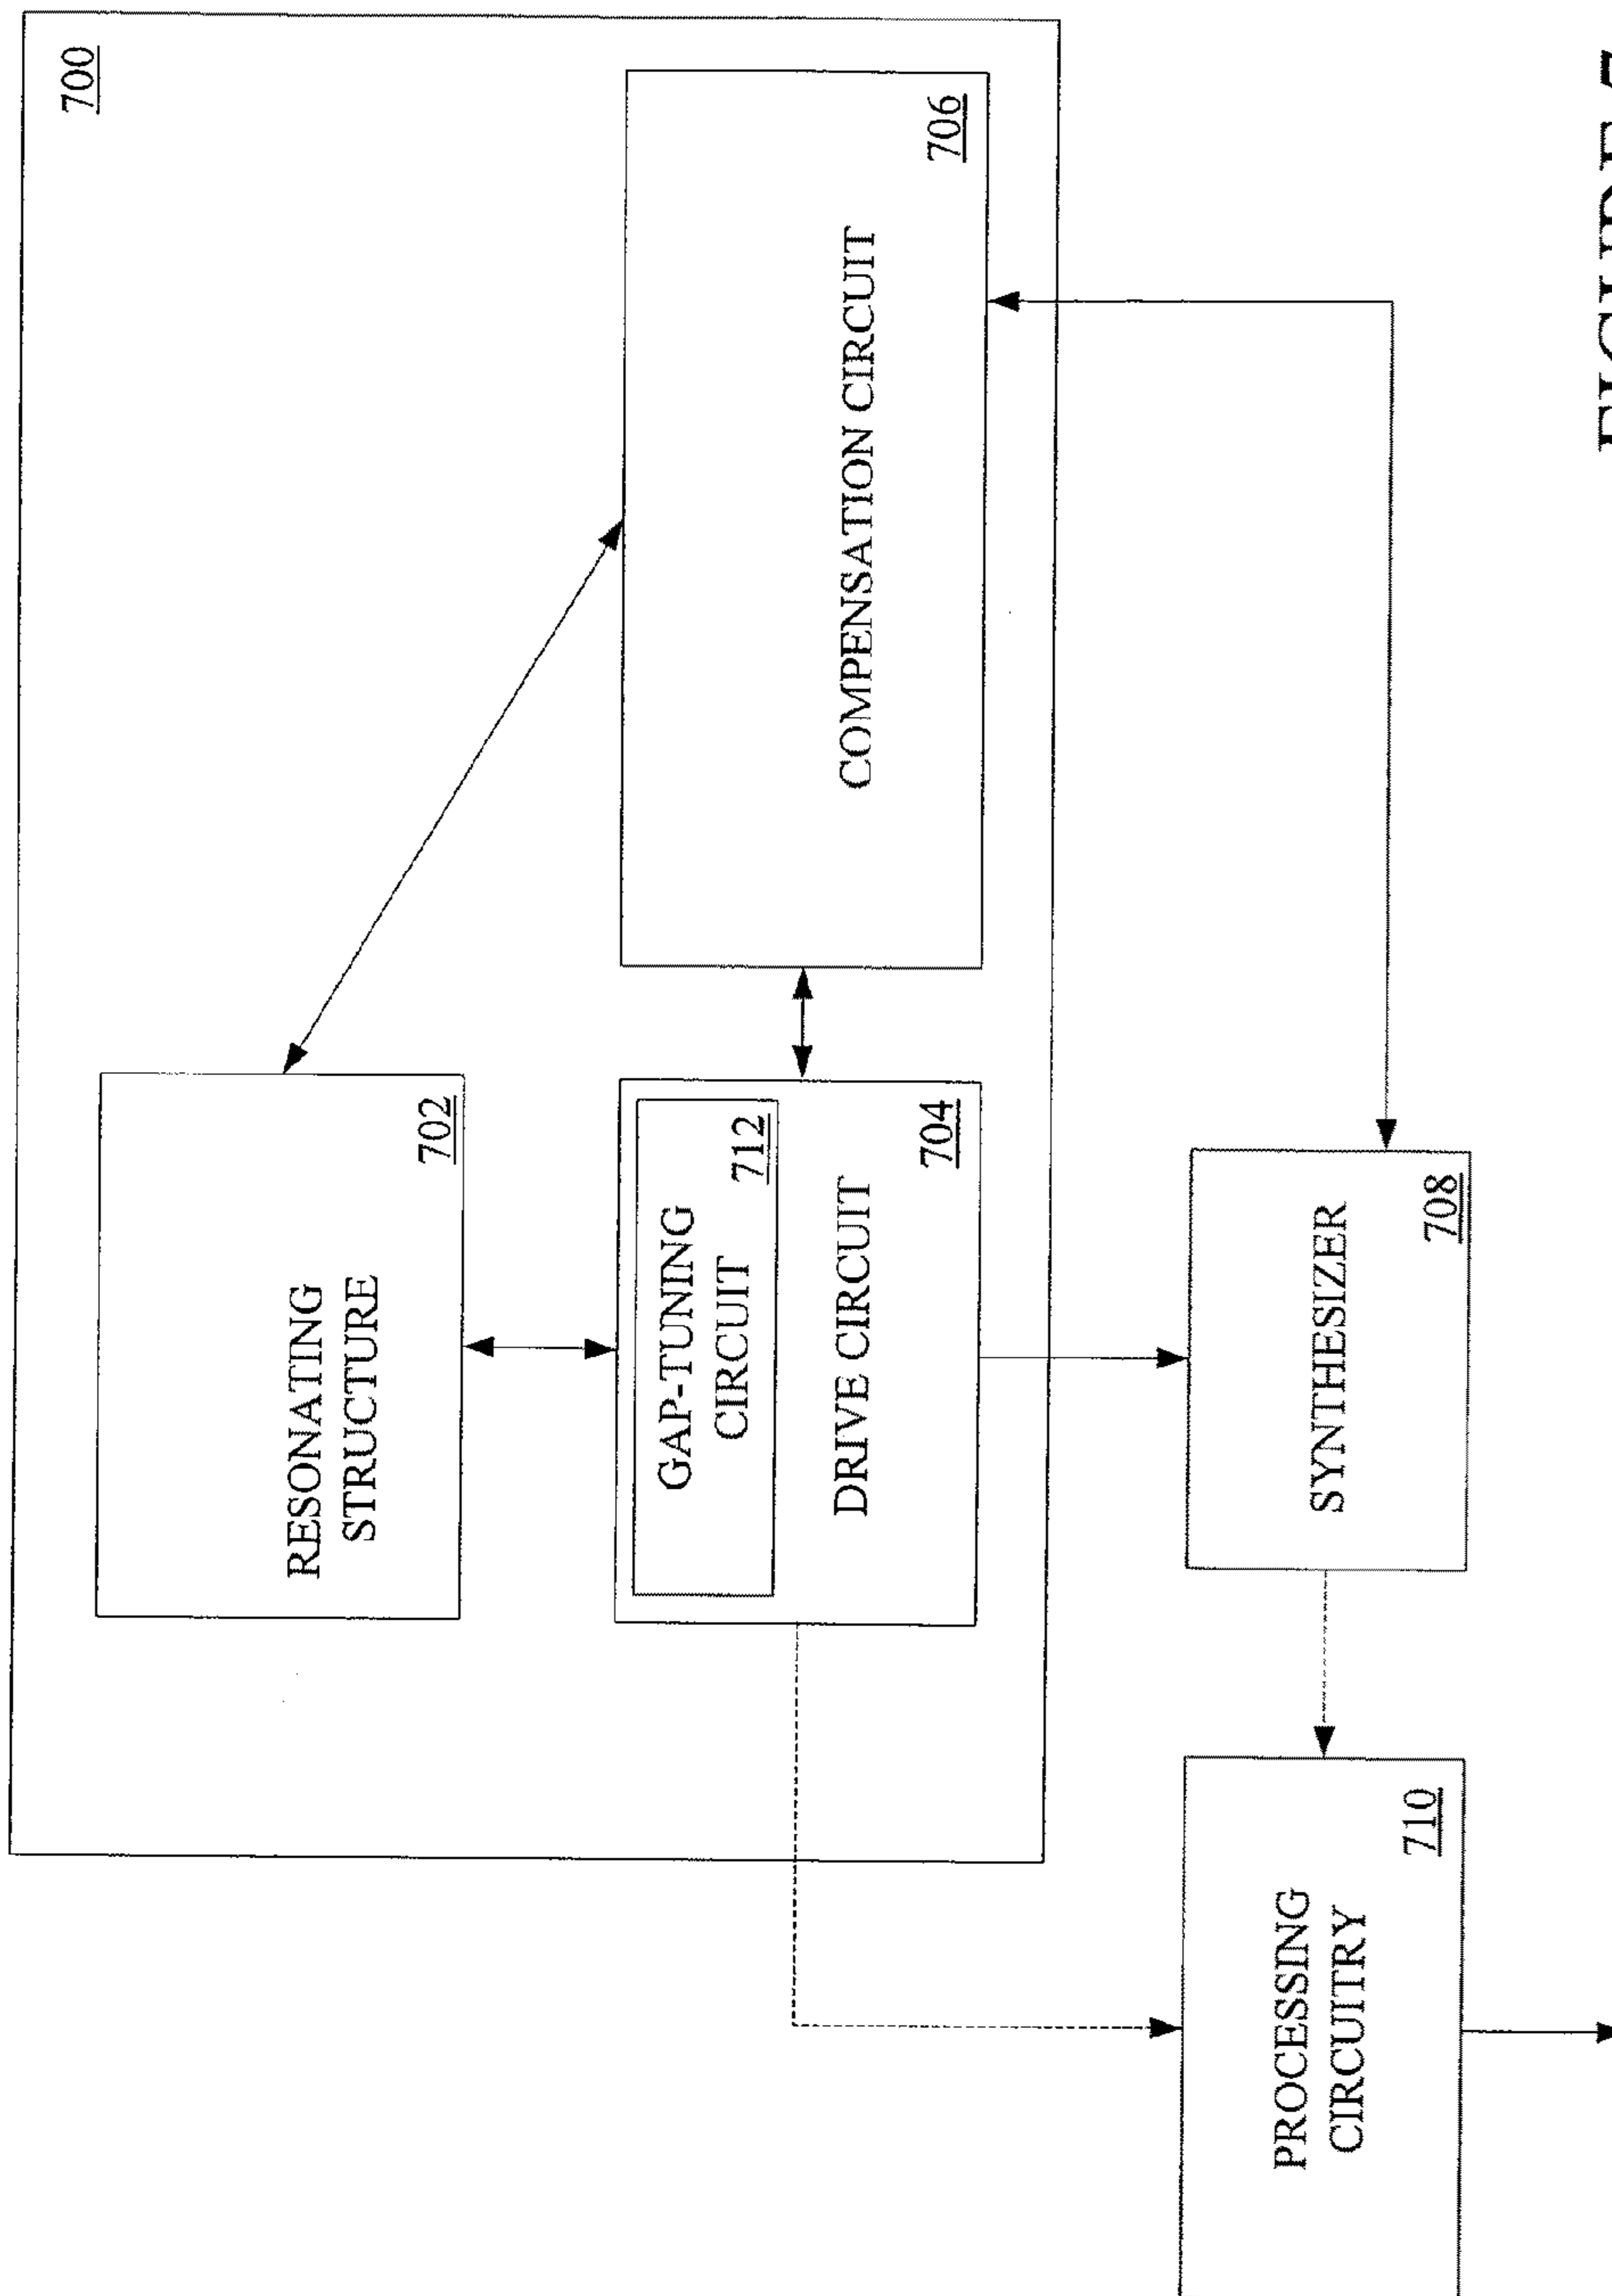 700
RESONATING
STRUCTURE
702
GAP-TUNING
CIRCUIT
712
DRIVE CIRCUIT
704
COMPENSATION CIRCUIT
706
SYNTHESIZER
708
PROCESSING
CIRCUITRY
710